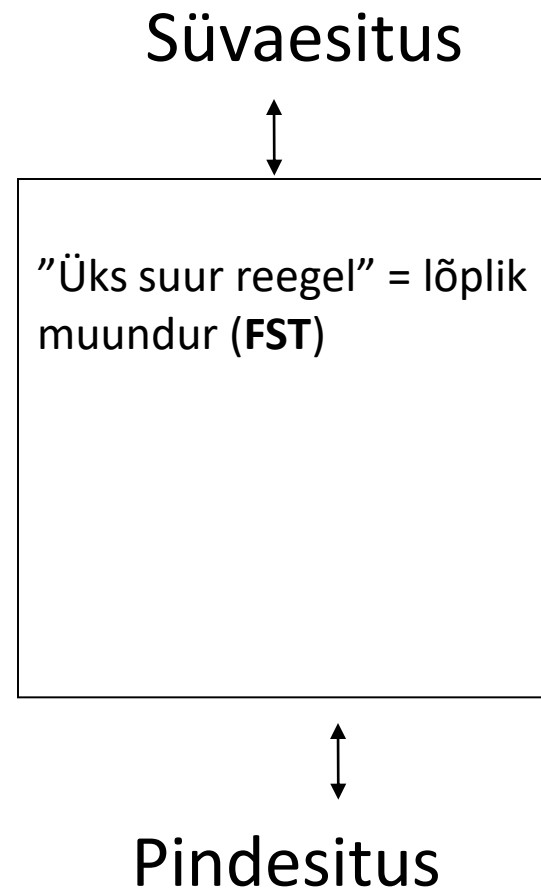 Süvaesitus
”Üks suur reegel” = lõplik
muundur (FST)
Pindesitus